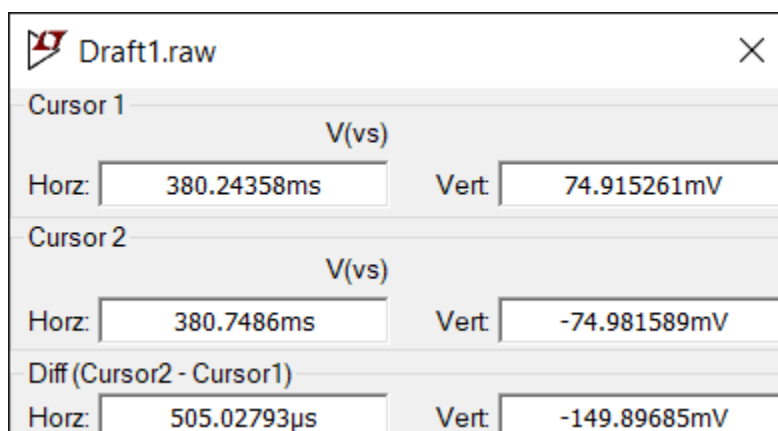 Draft1.raw
Cursor 1
V(vs)
Horz: 380.24358ms Vert: 74.915261mV
Cursor 2
V(vs)
Horz: 380.7486ms Vert: -74.981589mV
Diff (Cursor2 - Cursor1)
Horz: 505.02793µs Vert: -149.89685mV